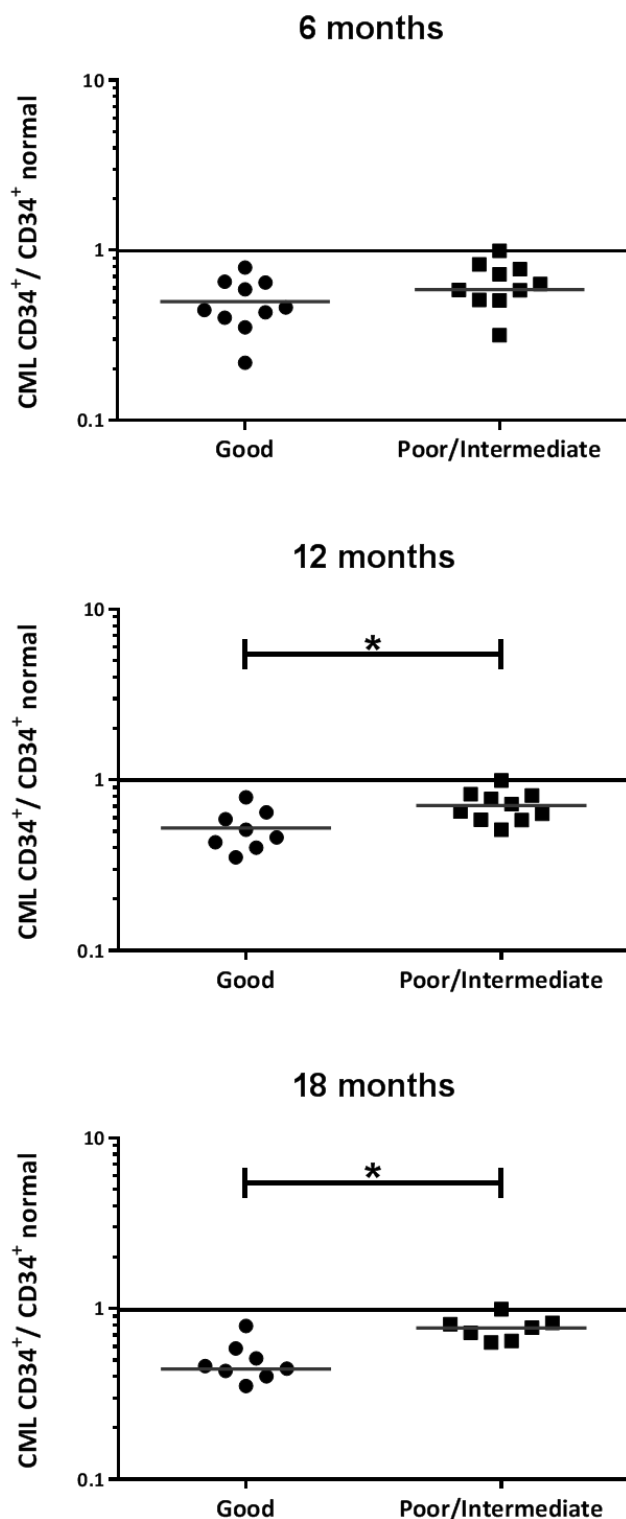 6 months
CML CD34⁺/ CD34⁺ normal
10
1
0.1
Good Poor/Intermediate
12 months
CML CD34⁺/ CD34⁺ normal
10
*
1
0.1
Good Poor/Intermediate
18 months
CML CD34⁺/ CD34⁺ normal
10
*
1
0.1
Good Poor/Intermediate